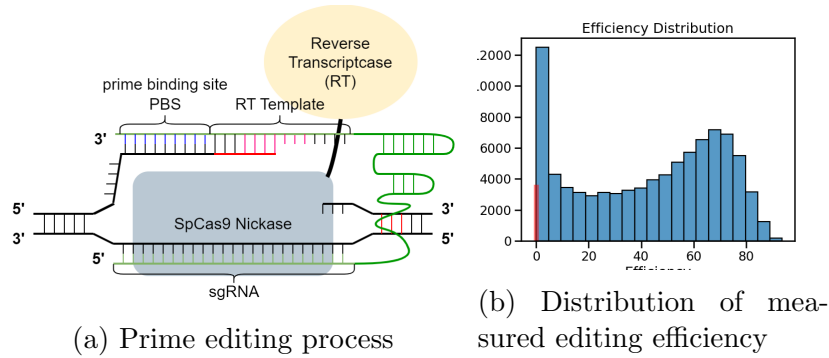 Reverse
Transcriptcase
(RT)
prime binding site
PBS
RT Template
3'
5'
3'
SpCas9 Nickase
3'
5'
5'
sgRNA
(a) Prime editing process
Efficiency Distribution
.2000
.0000
8000
6000
4000
2000
0
0 20 40 60 80
(b) Distribution of mea-
sured editing efficiency